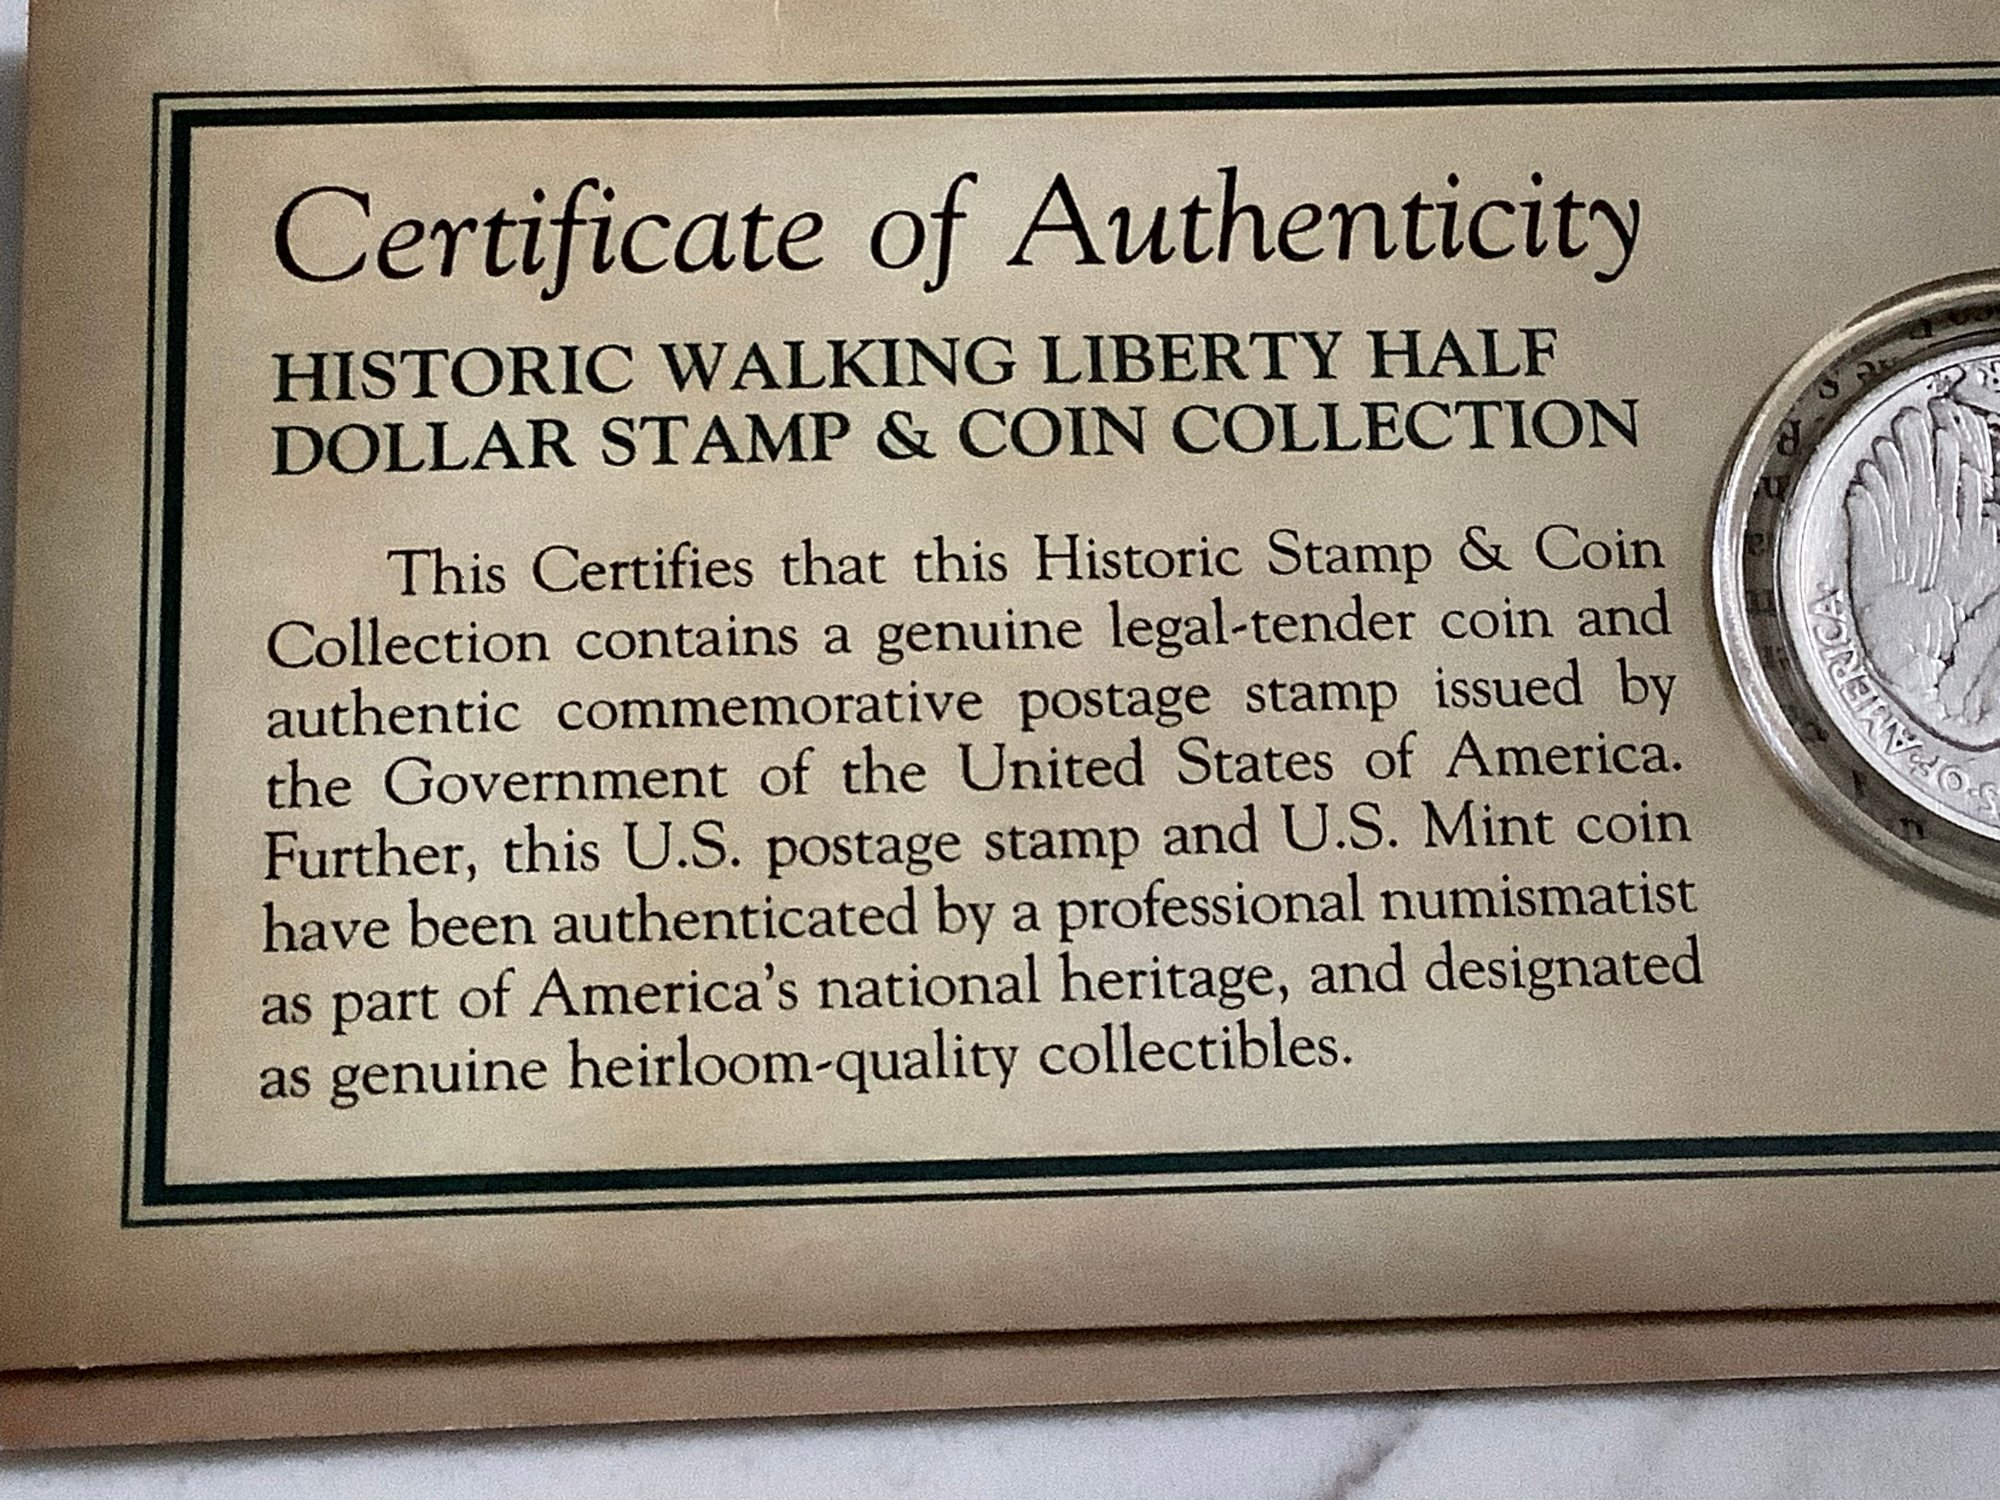 Certificate of Authenticity
HISTORIC WALKING LIBERTY HALF
DOLLAR STAMP & COIN COLLECTION
This Certifies that this Historic Stamp & Coin
Collection contains a genuine legal-tender coin and
authentic commemorative postage stamp issued by
the Government of the United States of America.
Further, this U.S. postage stamp and U.S. Mint coin
have been authenticated by a professional numismatist
as part of America's national heritage, and designated
as genuine heirloom-quality collectibles.
OF AMERICA